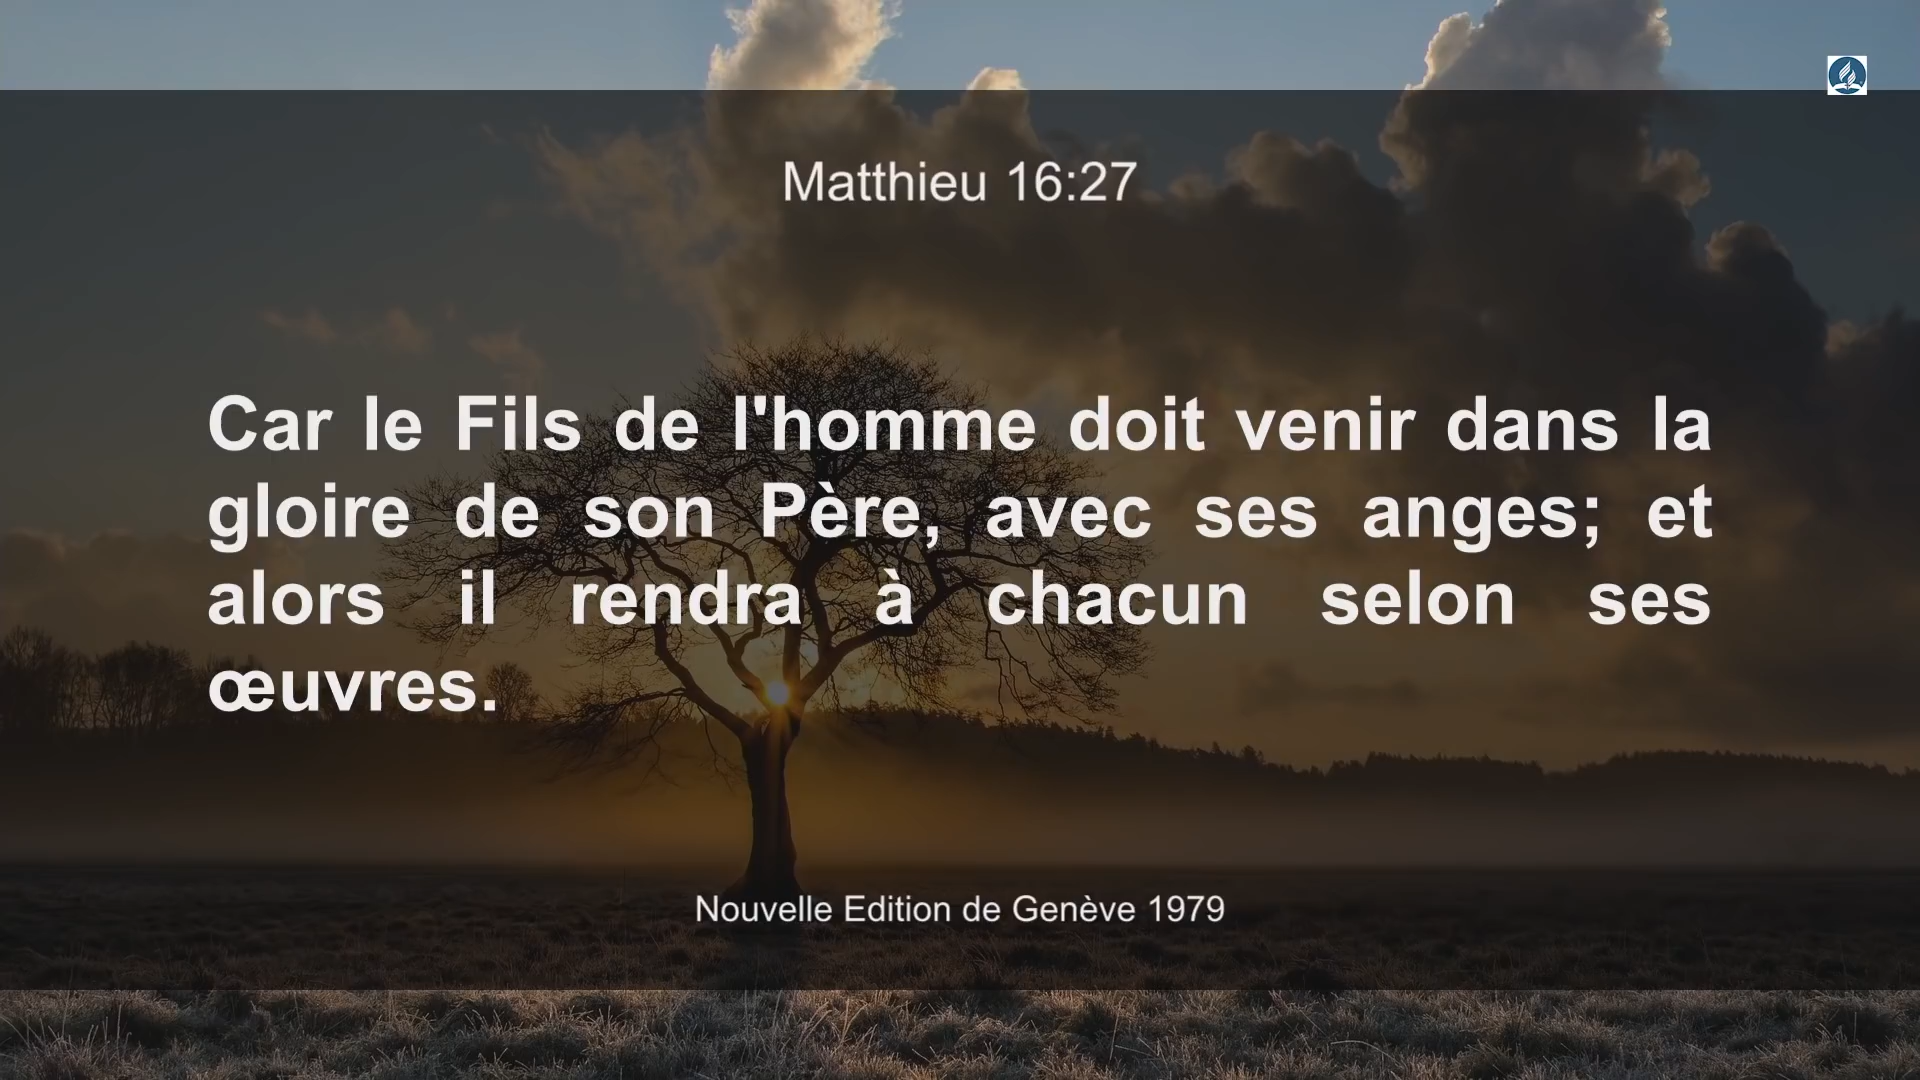 Matthieu 16:27
Car le Fils de l'homme doit venir dans la
gloire de son Père, avec ses anges; et
alors il rendra à chacun selon ses
œuvres.
Nouvelle Edition de Genève 1979